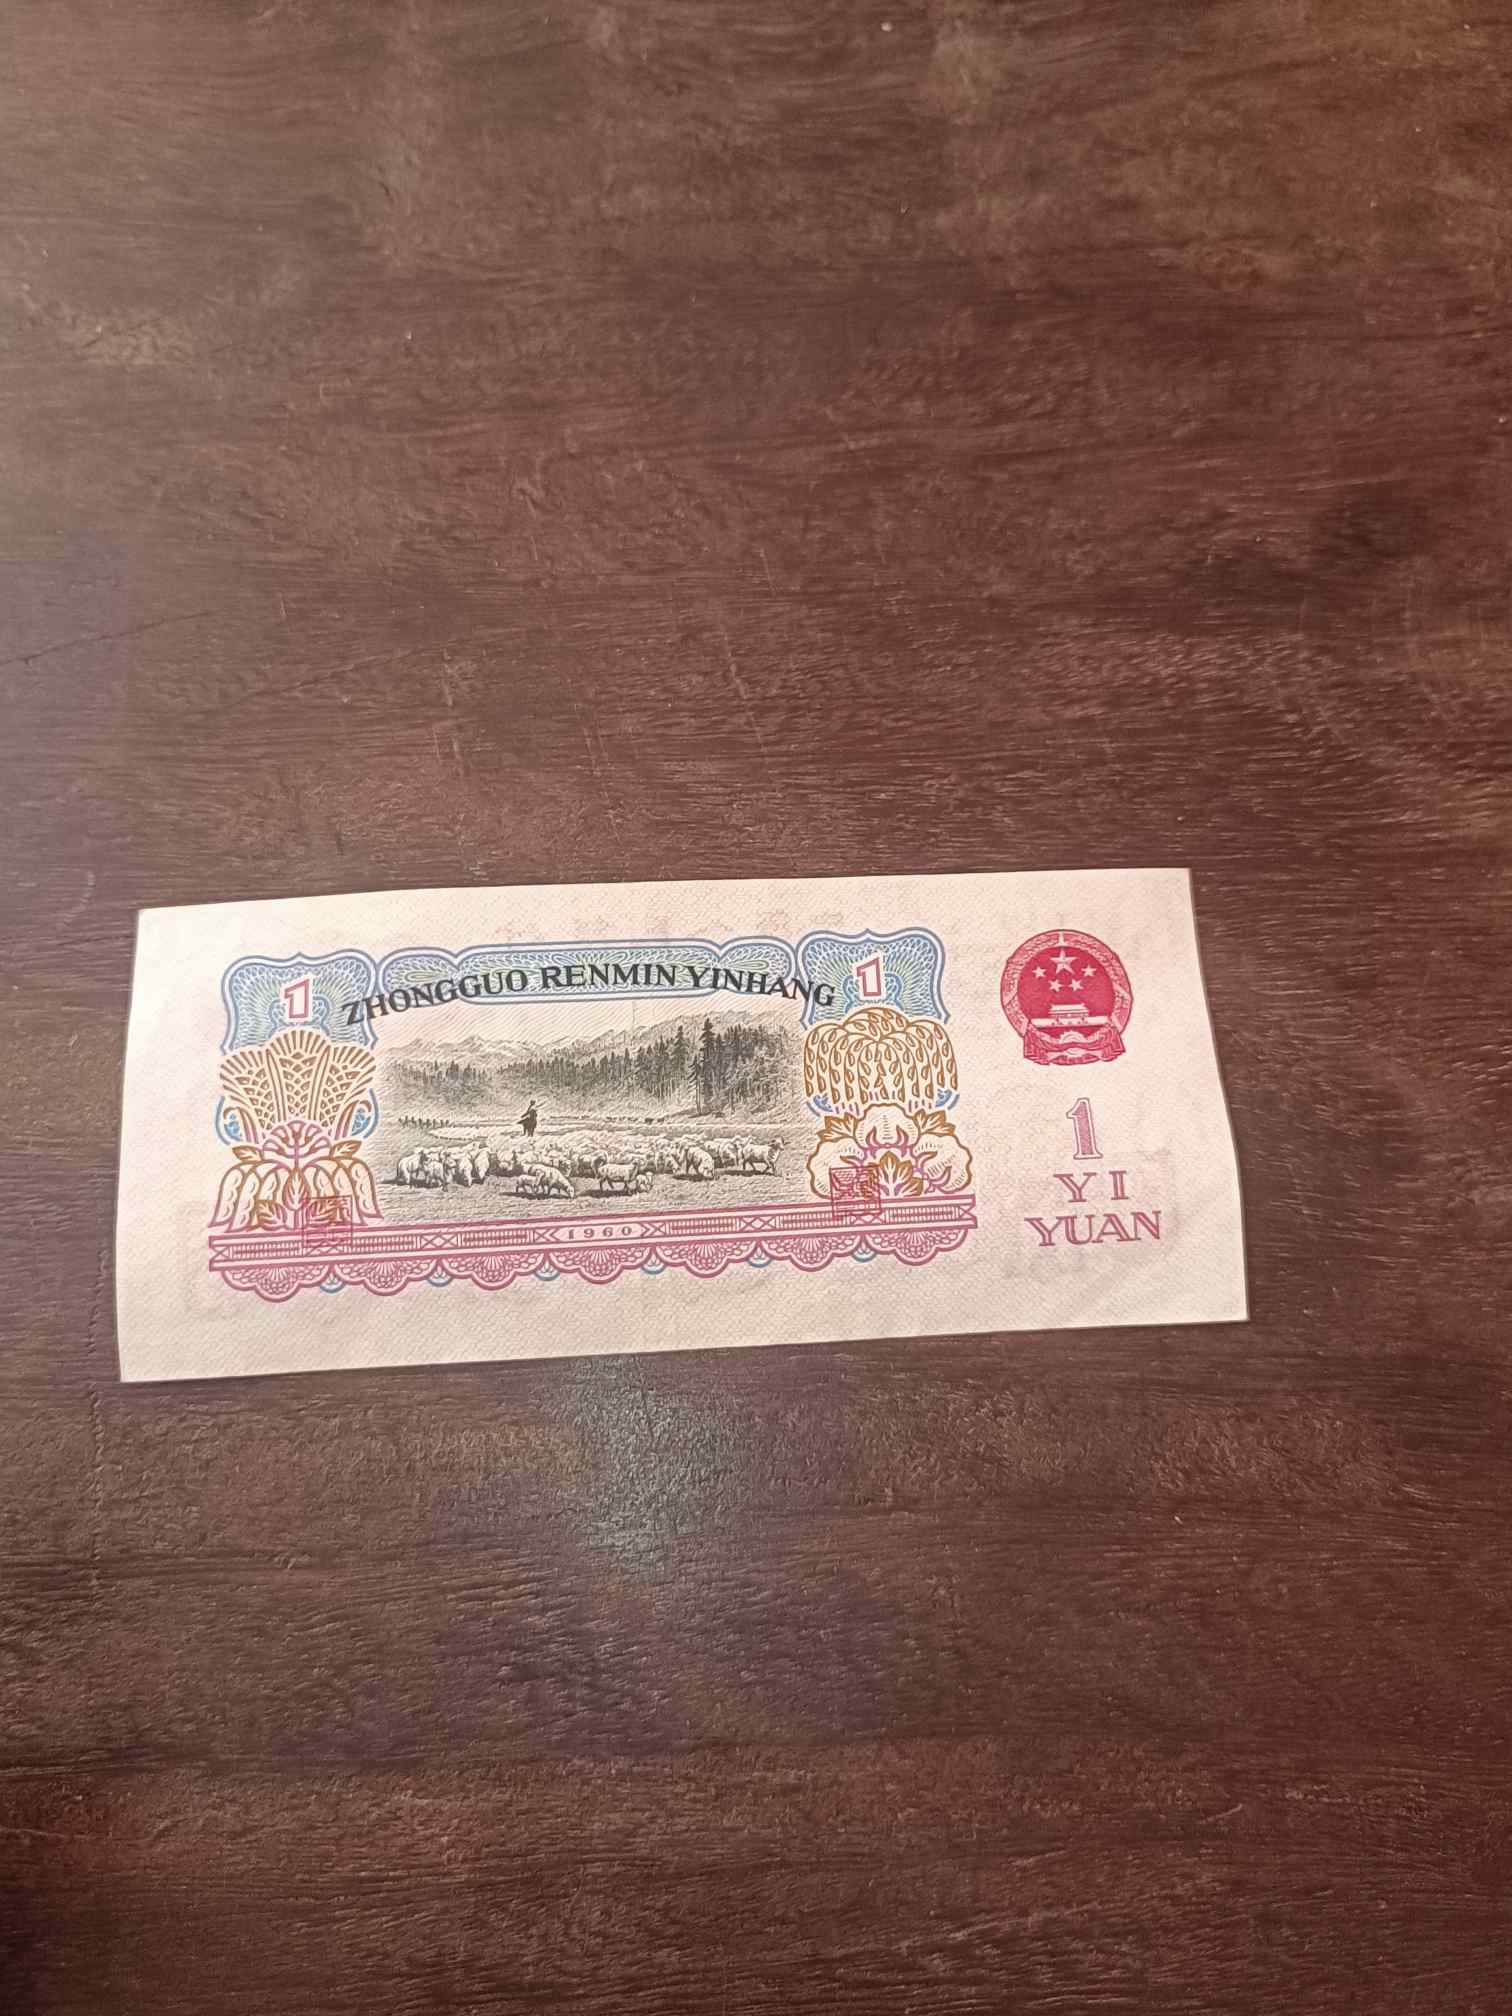 1
ZHONGGUO RENMIN YINHANG
1
1960
1
YI
YUAN